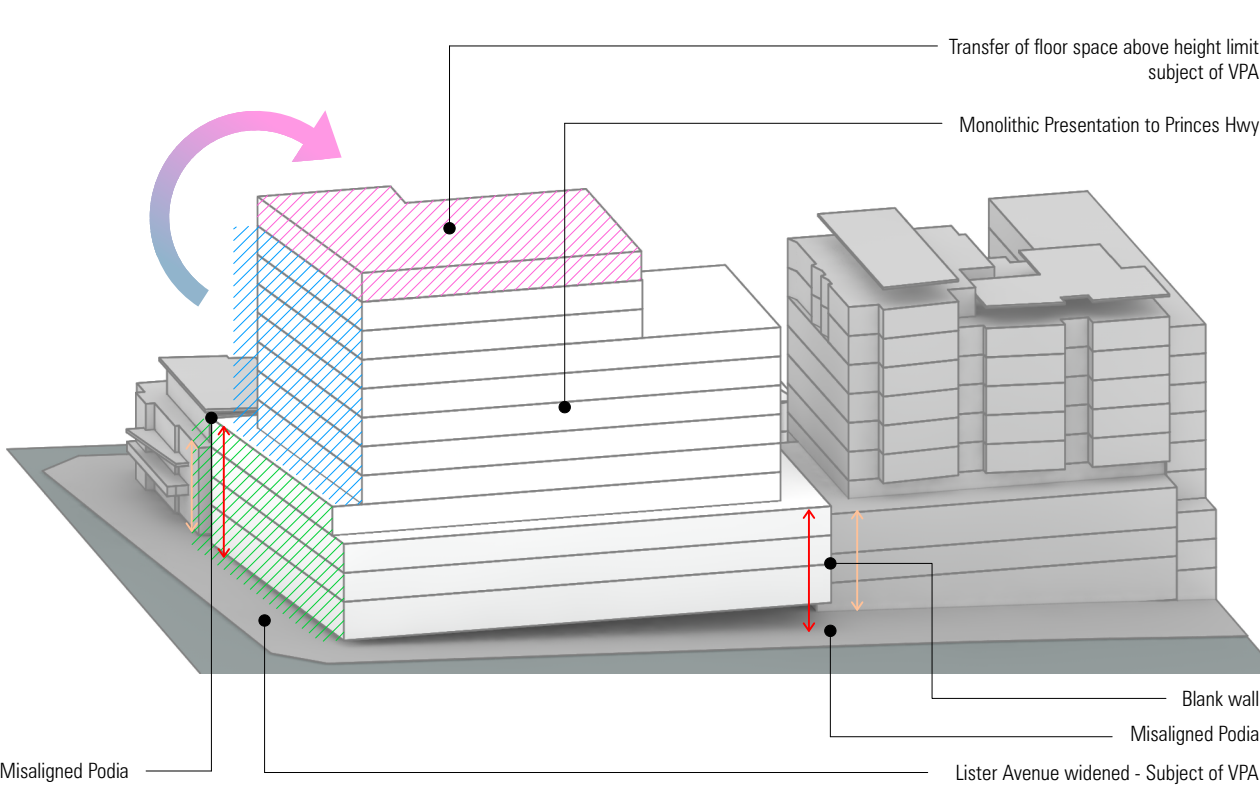 Transfer of floor space above height limit
subject of VPA
Monolithic Presentation to Princes Hwy
Blank wall
Misaligned Podia
Misaligned Podia
Lister Avenue widened - Subject of VPA